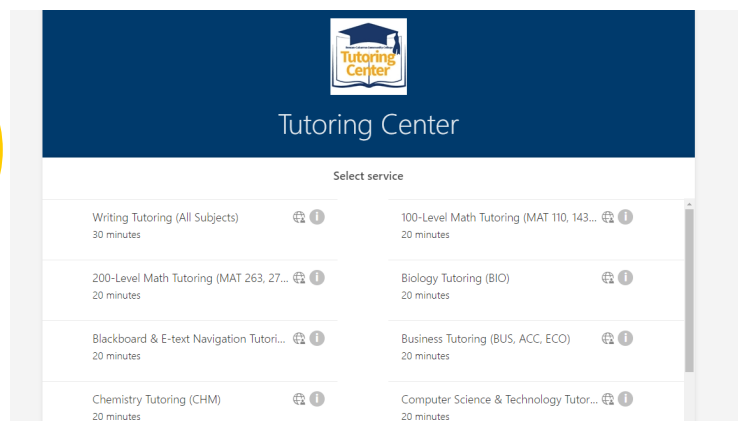 Tutoring
Center
Tutoring Center
Select service
Writing Tutoring (All Subjects)
30 minutes
100-Level Math Tutoring (MAT 110, 143...
20 minutes
200-Level Math Tutoring (MAT 263, 27...
20 minutes
Biology Tutoring (BIO)
20 minutes
Blackboard & E-text Navigation Tutori...
20 minutes
Business Tutoring (BUS, ACC, ECO)
20 minutes
Chemistry Tutoring (CHM)
20 minutes
Computer Science & Technology Tutor...
20 minutes